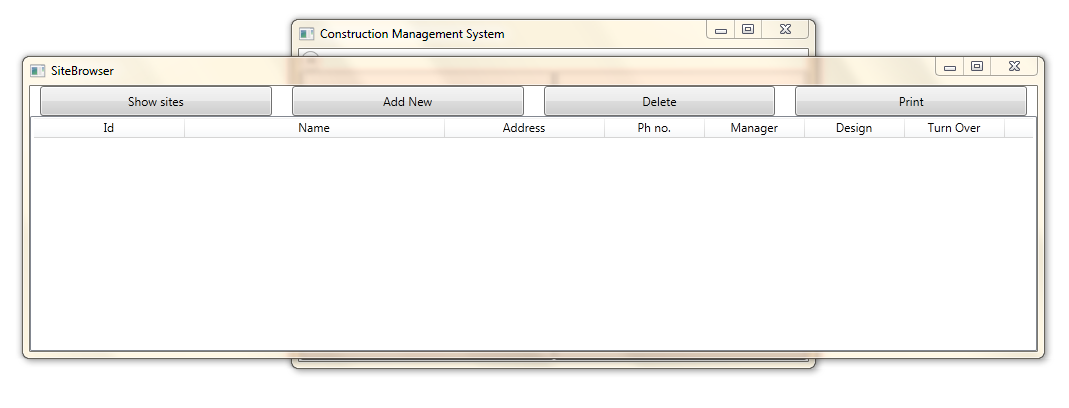 Construction Management System
SiteBrowser
Show sites Add New Delete Print
Id Name Address Ph no. Manager Design Turn Over